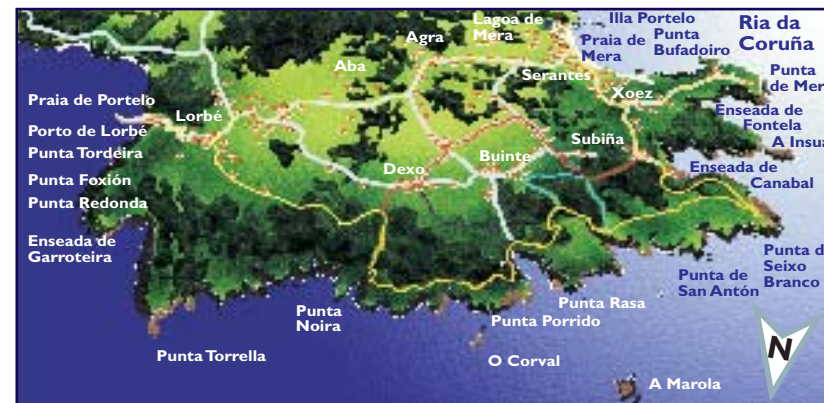 Lagoa de
Mera
Illa Portelo
Praia de
Mera
Punta
Bufadoiro
Ria da
Coruña
Agra
Aba
Serantes
Xoez
Punta
de Mer
Praia de Portelo
Lorbé
Porto de Lorbé
Punta Tordeira
Enseada de
Fontela
A Insua
Subiña
Buinte
Dexo
Punta Foxión
Punta Redonda
Enseada de
Canabal
Enseada de
Garroteira
Punta d
Seixo
Branco
Punta de
San Antón
Punta
Noira
Punta Rasa
Punta Porrido
Punta Torrella
O Corval
A Marola
N